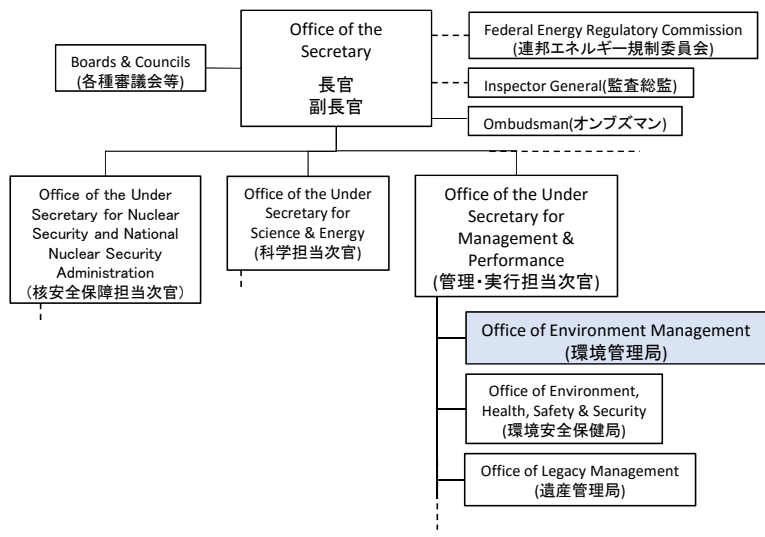 Office of the
Secretary
長官
副長官
Boards & Councils
(各種審議会等)
Federal Energy Regulatory Commission
(連邦エネルギー規制委員会)
Inspector General(監査総監)
Ombudsman(オンブズマン)
Office of the Under
Secretary for Nuclear
Security and National
Nuclear Security
Administration
(核安全保障担当次官)
Office of the Under
Secretary for
Science & Energy
(科学担当次官)
Office of the Under
Secretary for
Management &
Performance
(管理・実行担当次官)
Office of Environment Management
(環境管理局)
Office of Environment,
Health, Safety & Security
(環境安全保健局)
Office of Legacy Management
(遺産管理局)